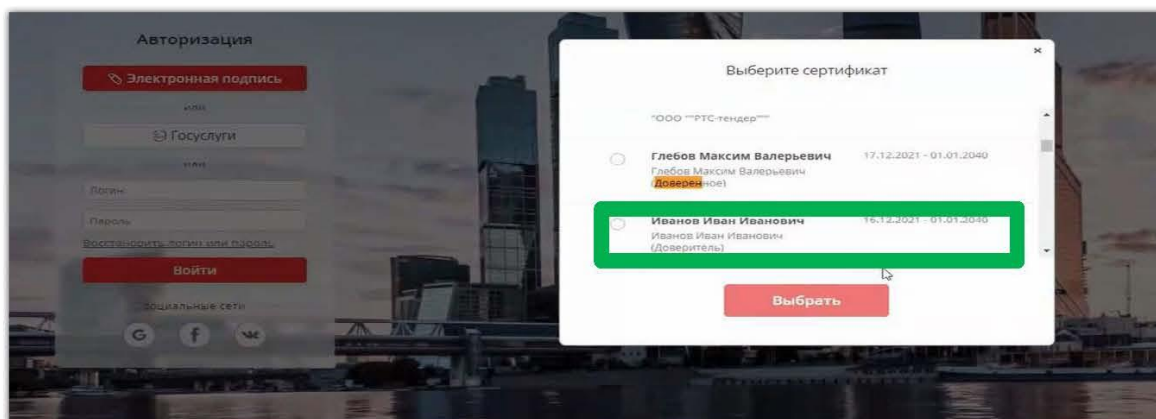 Авторизация
Электронная подпись
или
Госуслуги
или
Логин
Пароль
Восстановить логин или пароль
Войти
социальные сети
G f
Выберите сертификат
"ООО ""РТС-тендер"""
Глебов Максим Валерьевич 17.12.2021 - 01.01.2040
Глебов Максим Валерьевич
(Доверенное)
Иванов Иван Иванович 16.12.2021 - 01.01.2040
Иванов Иван Иванович
(Доверитель)
Выбрать